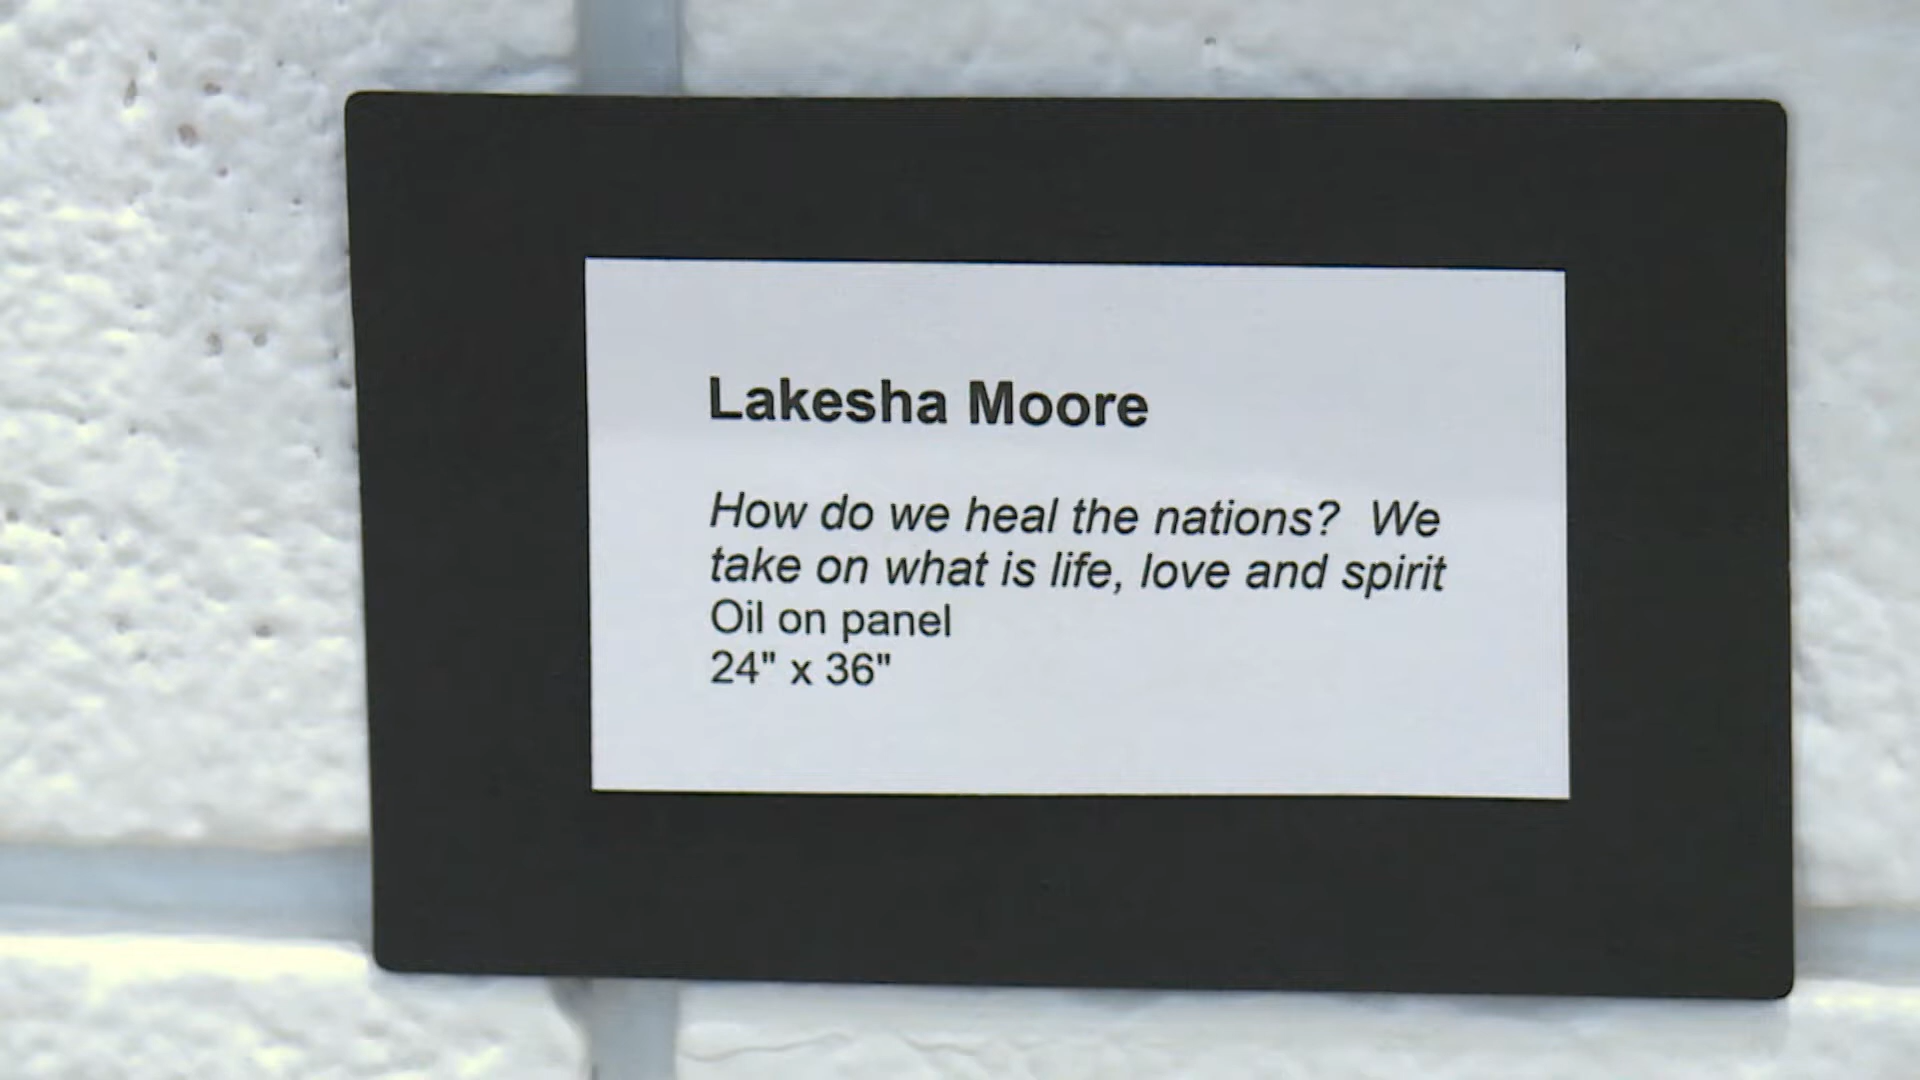 Lakesha Moore
How do we heal the nations?  We
take on what is life, love and spirit
Oil on panel
24" x 36"